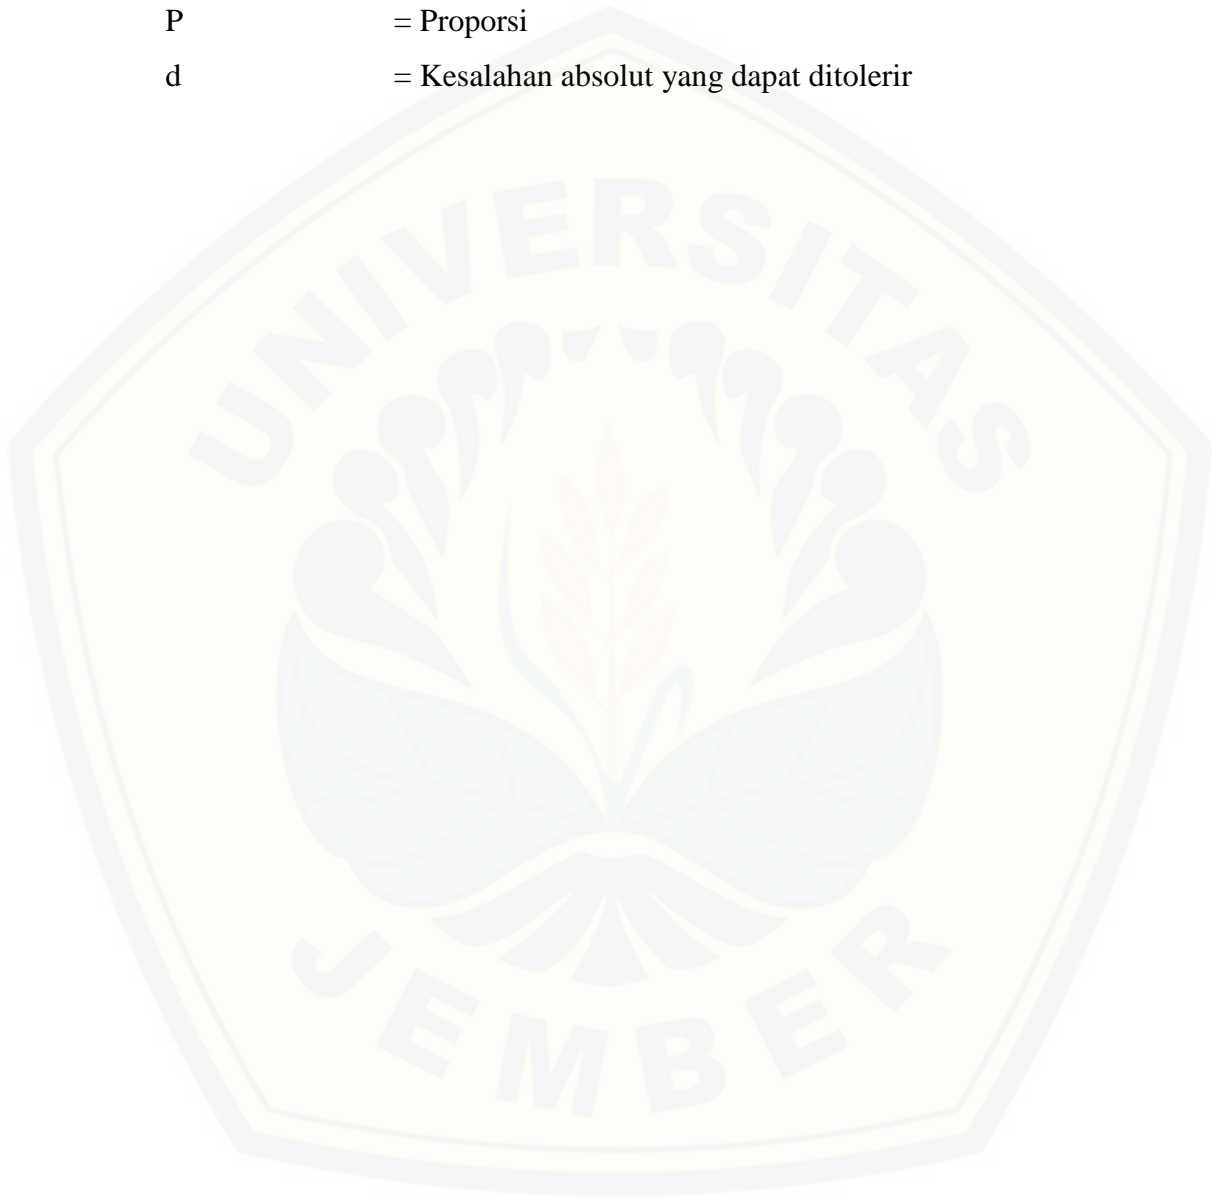 P = Proporsi
d = Kesalahan absolut yang dapat ditolerir
UNIVERSITAS
JEMBER